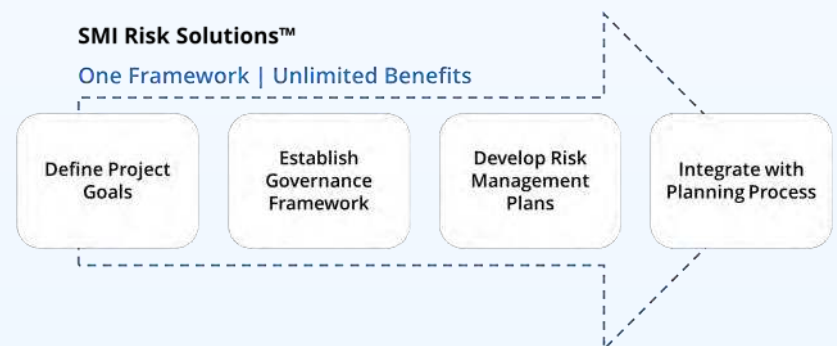 SMI Risk Solutions™
One Framework | Unlimited Benefits
Define Project
Goals
Establish
Governance
Framework
Develop Risk
Management
Plans
Integrate with
Planning Process